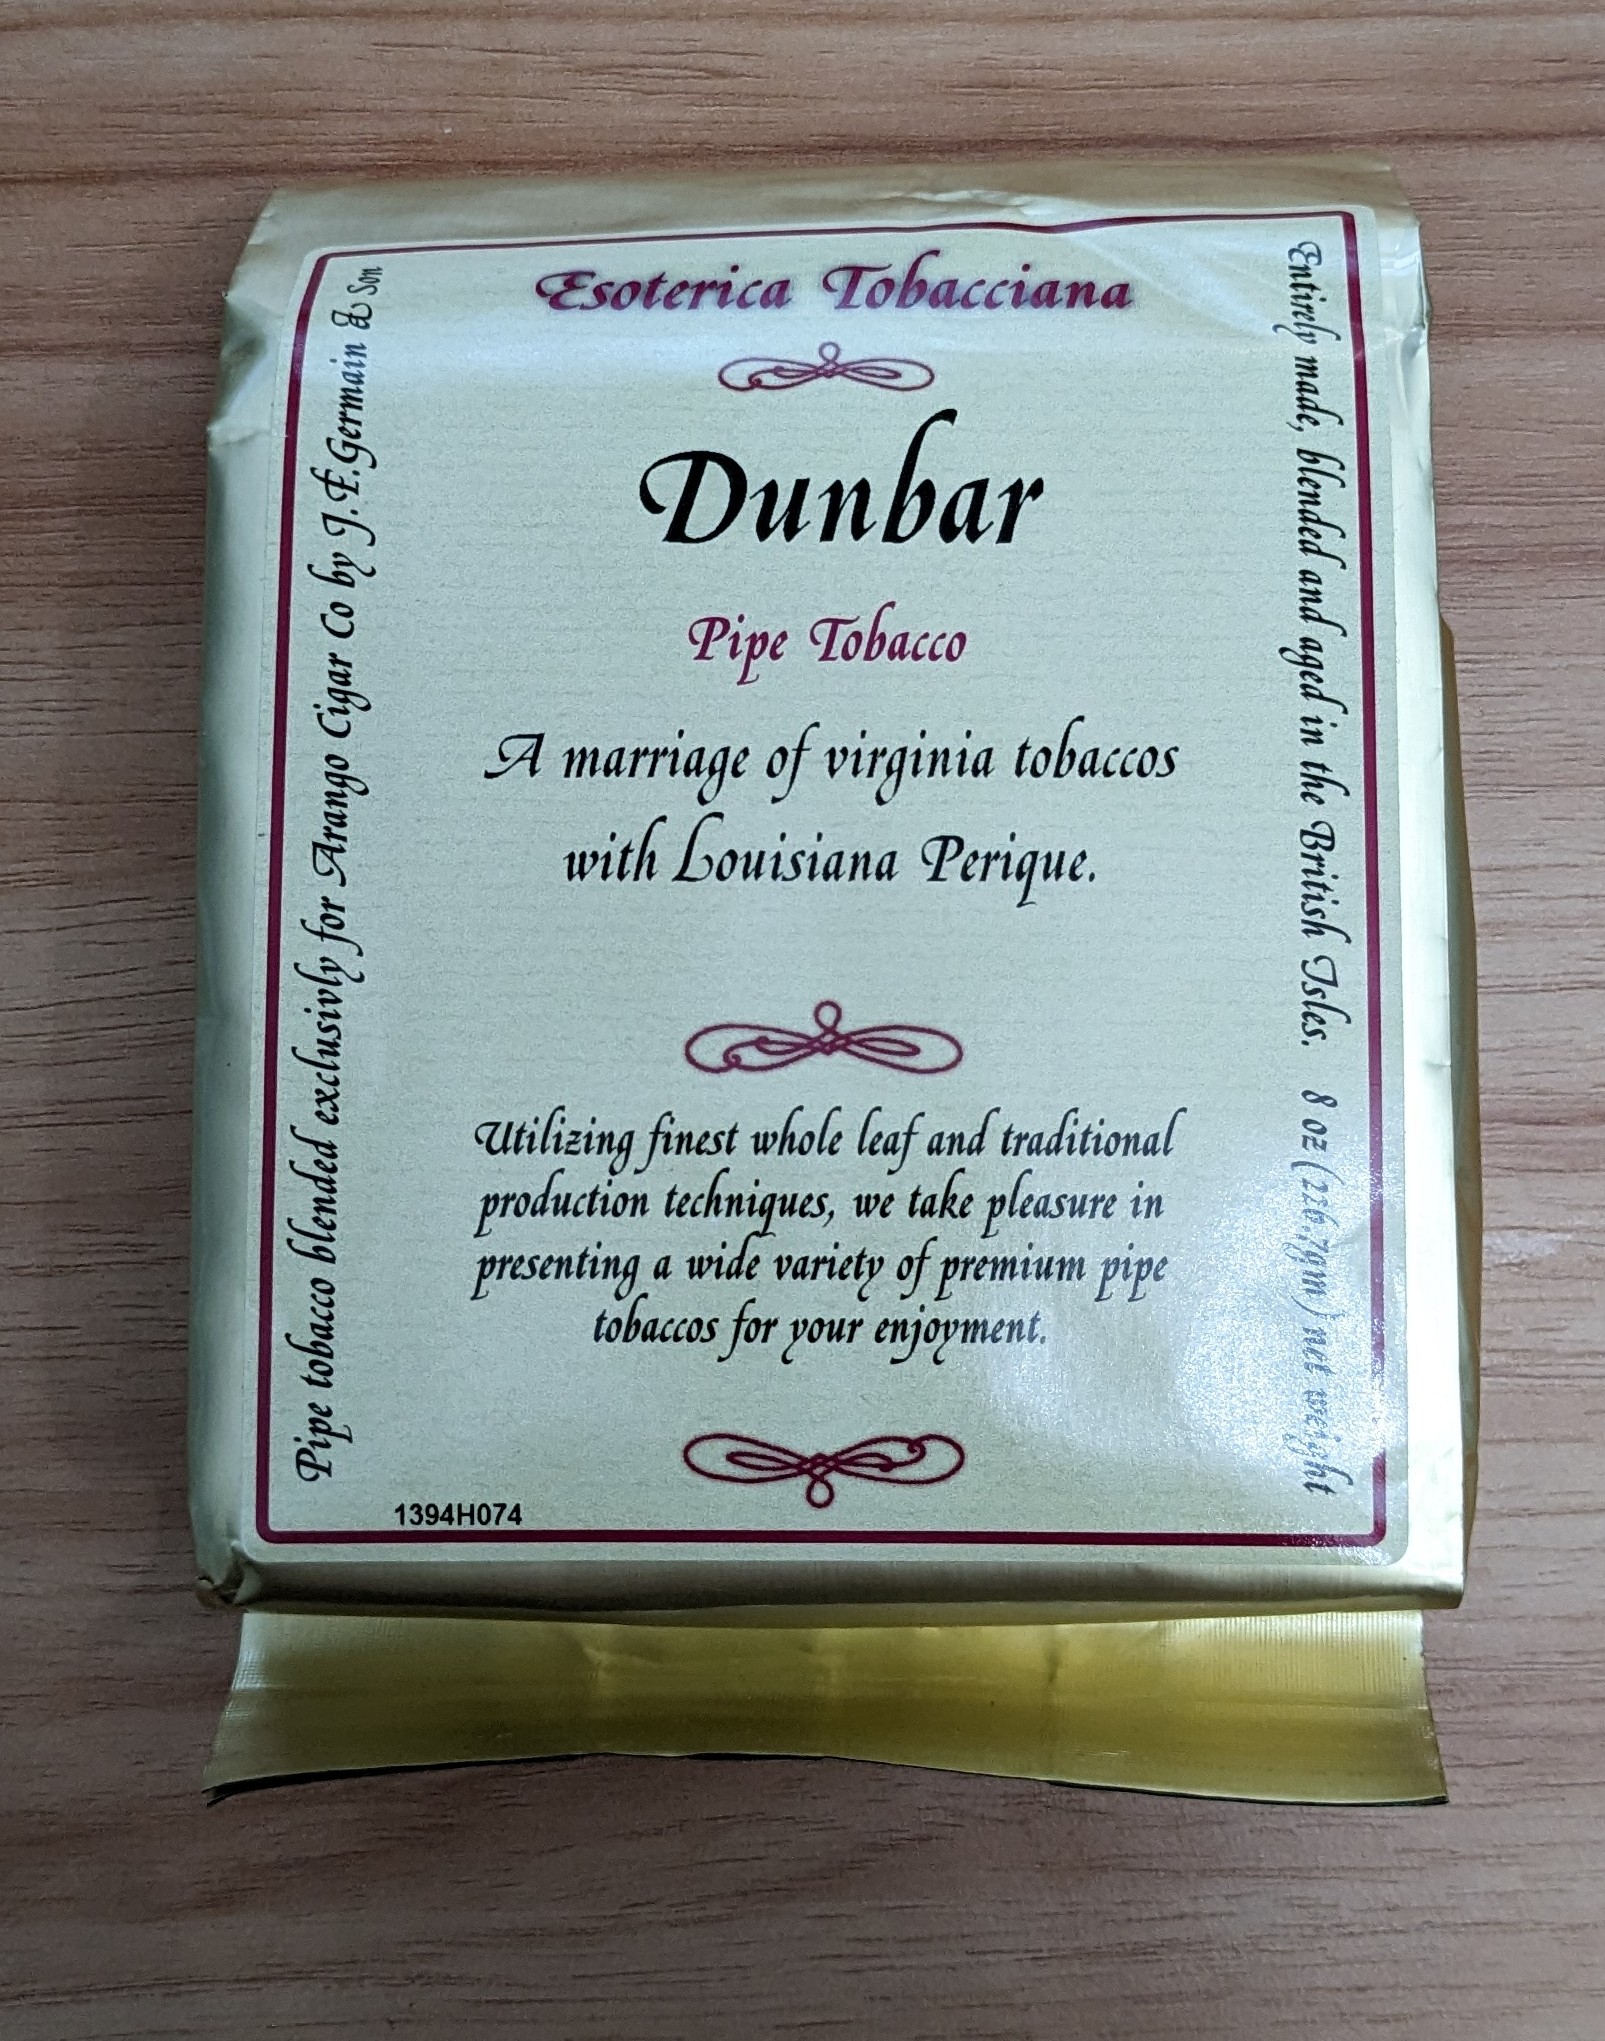 Esoterica Tobacciana
Dunbar
Pipe Tobacco
A marriage of virginia tobaccos
with Louisiana Perique.
Utilizing finest whole leaf and traditional
production techniques, we take pleasure in
presenting a wide variety of premium pipe
tobaccos for your enjoyment.
1394H074
Pipe tobacco blended exclusivly for Arango Cigar Co by J.E.Germain & Son
Entirely made, blended and aged in the British Isles. 8 oz (226.7gm) net weight